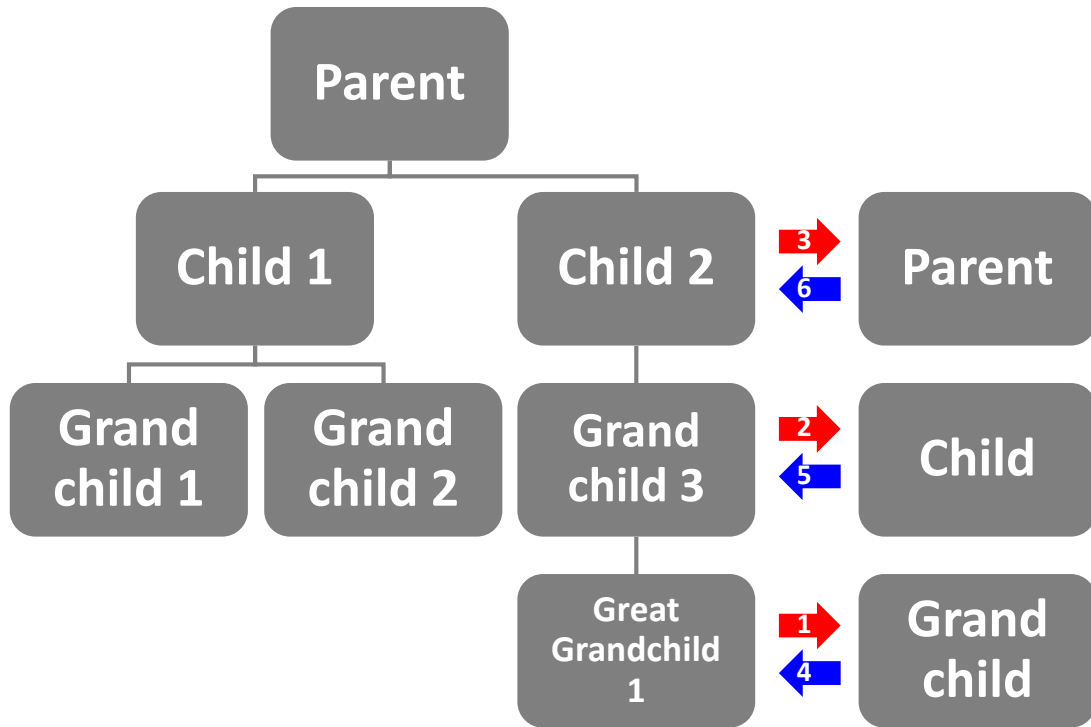 Parent
Child 1
Child 2
3
6
Parent
Grand
child 1
Grand
child 2
Grand
child 3
2
5
Child
Great
Grandchild
1
1
4
Grand
child